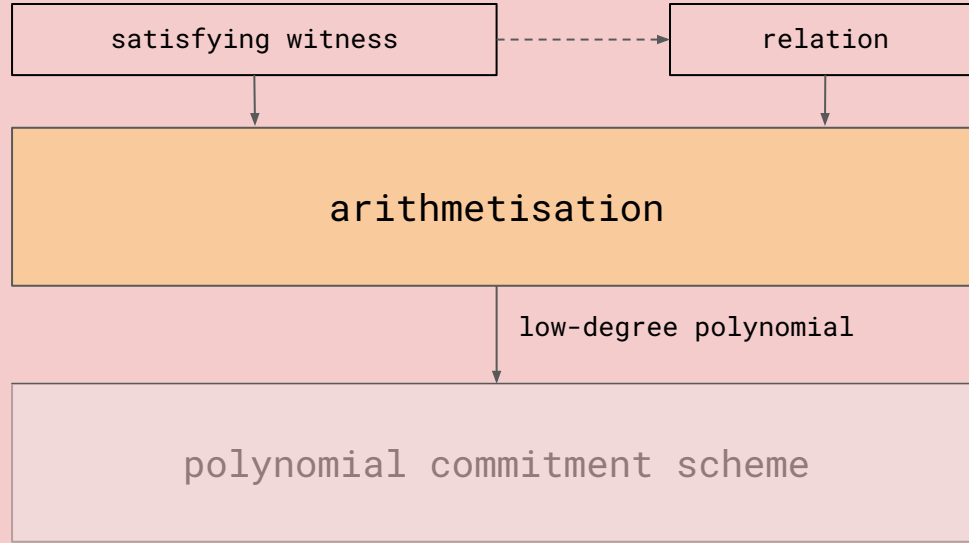 satisfying witness
relation
arithmetisation
low-degree polynomial
polynomial commitment scheme